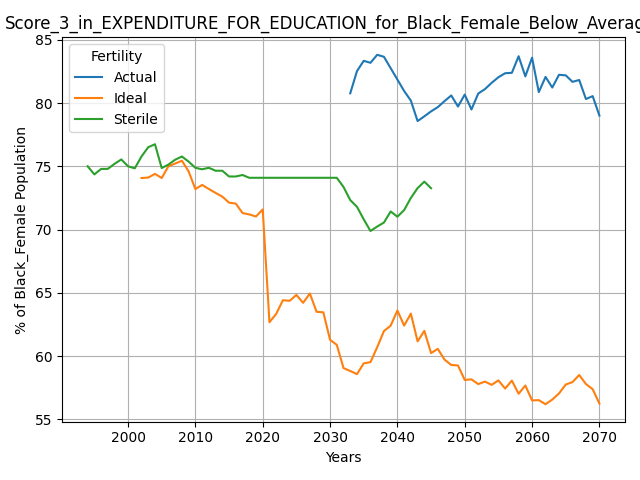 Score_3_in_EXPENDITURE_FOR_EDUCATION_for_Black_Female_Below_Averag
Fertility
Actual
Ideal
Sterile
% of Black_Female Population
85
80
75
70
65
60
55
2000 2010 2020 2030 2040 2050 2060 2070
Years